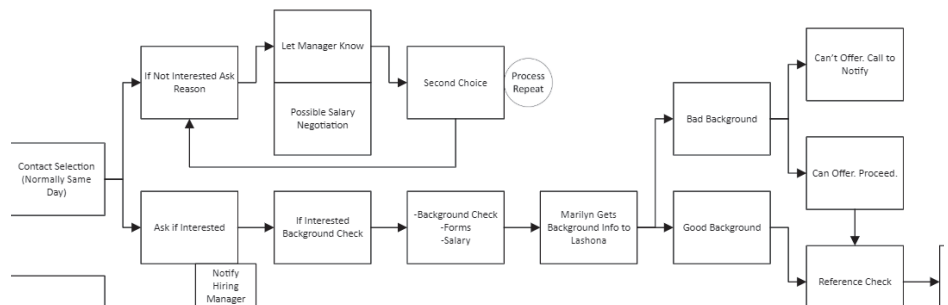 Let Manager Know
Can't Offer. Call to
Notify
If Not Interested Ask
Reason
Second Choice
Process
Repeat
Possible Salary
Negotiation
Bad Background
Contact Selection
(Normally Same
Day)
Can Offer. Proceed.
Ask if Interested
If Interested
Background Check
-Background Check
-Forms
-Salary
Marilyn Gets
Background Info to
Lashona
Good Background
Notify
Hiring
Manager
Reference Check